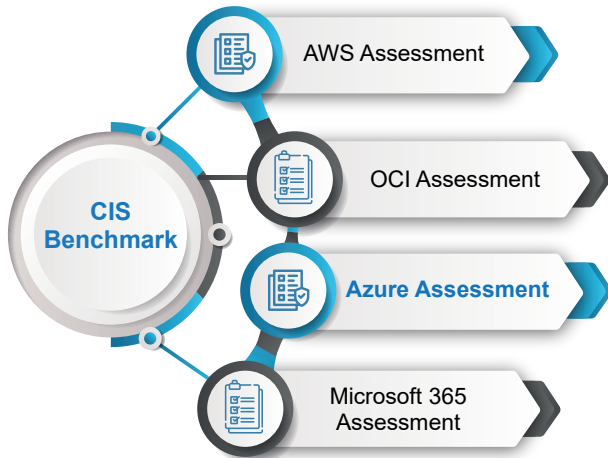 AWS Assessment
OCI Assessment
CIS
Benchmark
Azure Assessment
Microsoft 365
Assessment